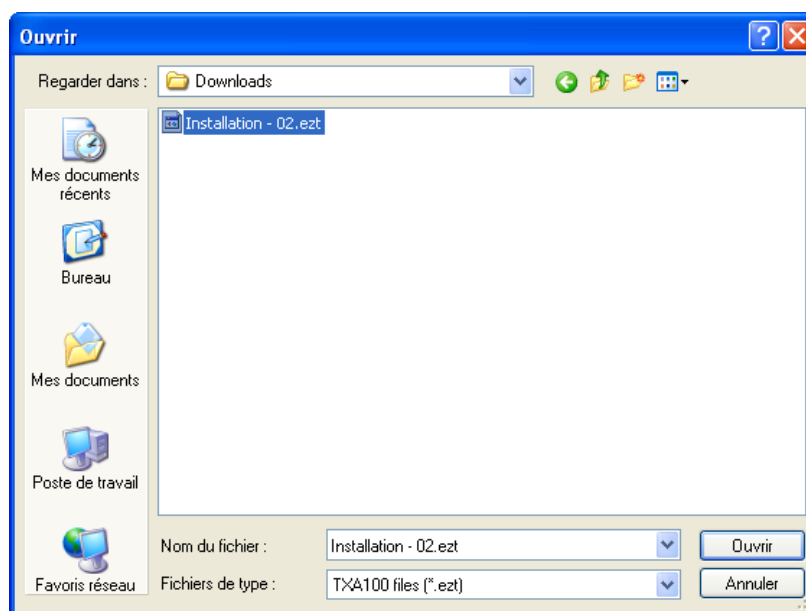 Ouvrir
Regarder dans :
Downloads
Installation - 02.ezt
Mes documents
récents
Bureau
Mes documents
Poste de travail
Favoris réseau
Nom du fichier :
Installation - 02.ezt
Ouvrir
Fichiers de type :
TXA100 files (*.ezt)
Annuler